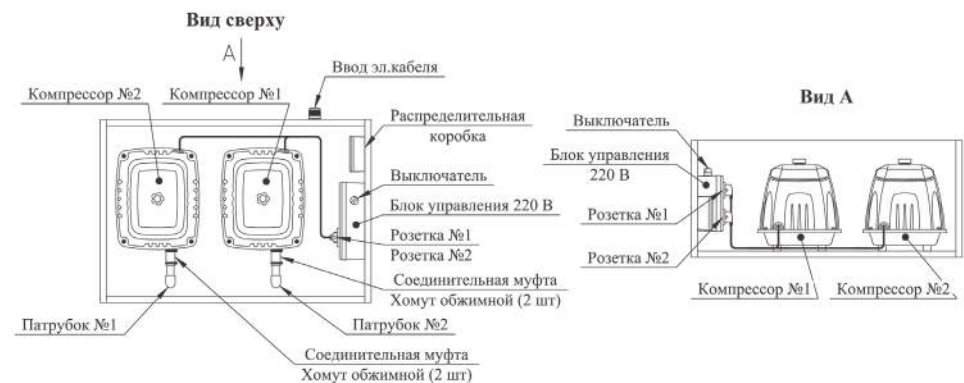 Вид сверху
А
Ввод эл.кабеля
Компрессор №2
Компрессор №1
Распределительная
коробка
Выключатель
Блок управления 220 В
Розетка №1
Розетка №2
Соединительная муфта
Хомут обжимной (2 шт)
Патрубок №1
Патрубок №2
Соединительная муфта
Хомут обжимной (2 шт)
Вид А
Выключатель
Блок управления
220 В
Розетка №1
Розетка №2
Компрессор №1
Компрессор №2